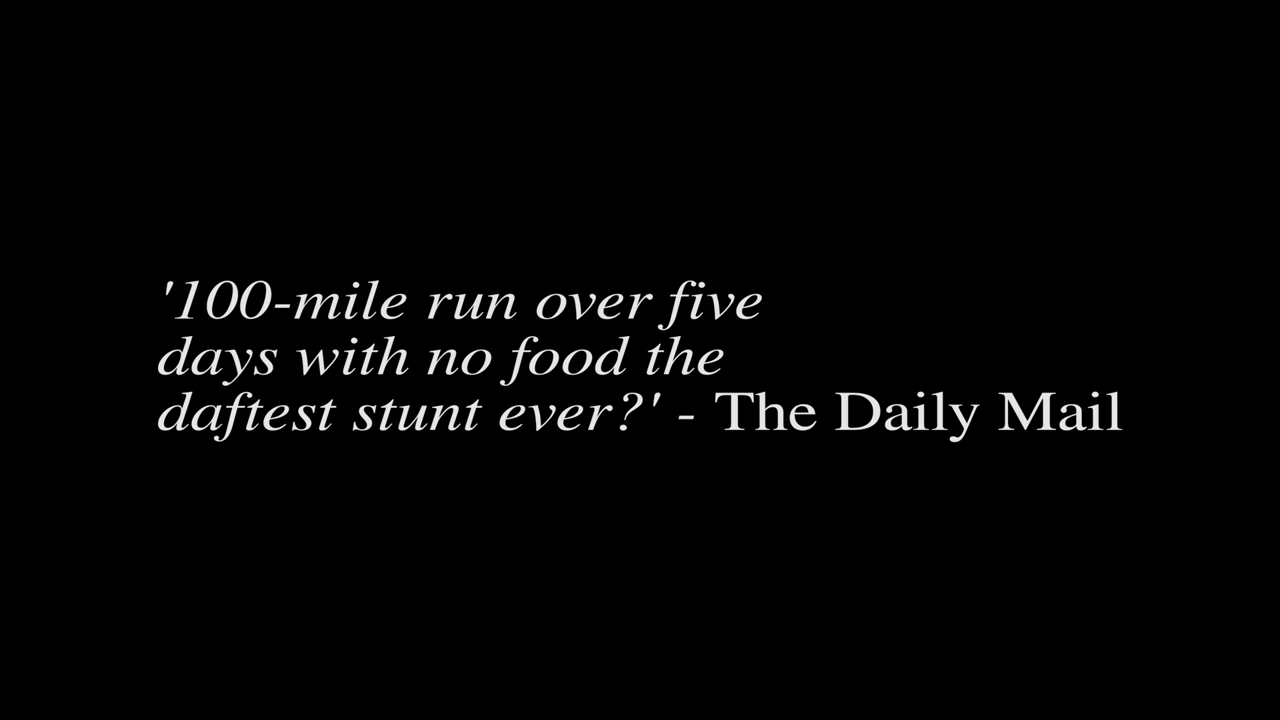 '100-mile run over five
days with no food the
daftest stunt ever?' - The Daily Mail